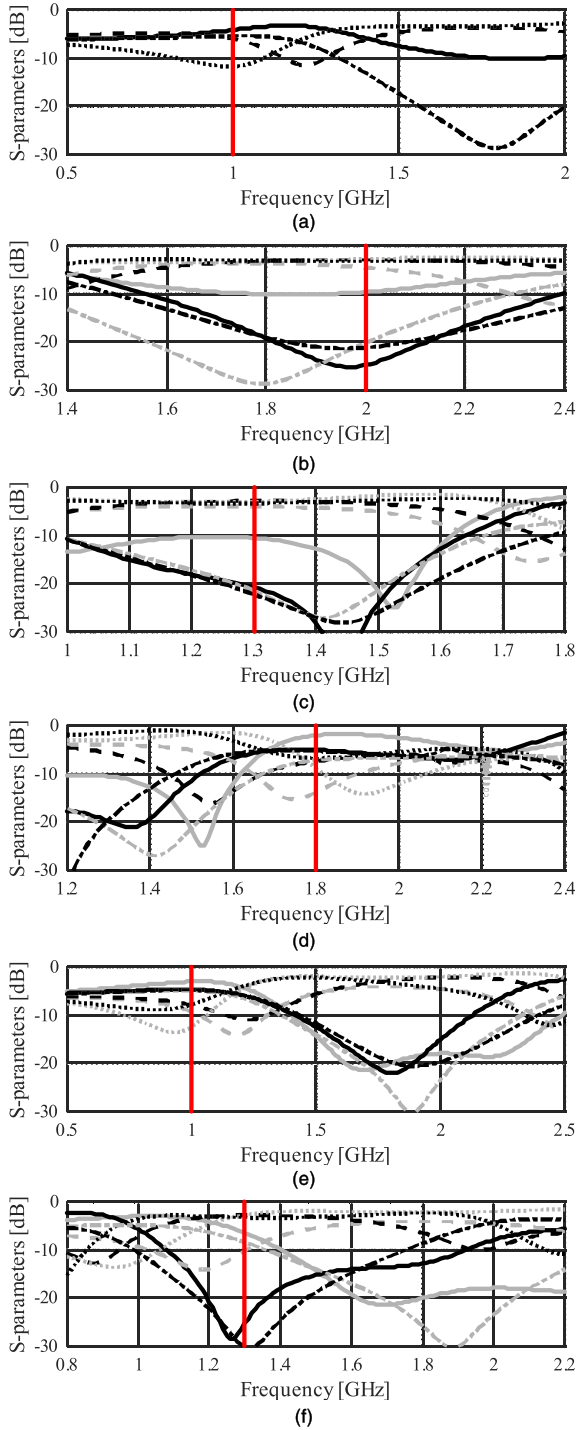 0
-10
-20
-30
S-parameters [dB]
0.5 1 1.5 2
Frequency [GHz]
(a)
0
-10
-20
-30
S-parameters [dB]
1.4 1.6 1.8 2 2.2 2.4
Frequency [GHz]
(b)
0
-10
-20
-30
S-parameters [dB]
1 1.1 1.2 1.3 1.4 1.5 1.6 1.7 1.8
Frequency [GHz]
(c)
0
-10
-20
-30
S-parameters [dB]
1.2 1.4 1.6 1.8 2 2.2 2.4
Frequency [GHz]
(d)
0
-10
-20
-30
S-parameters [dB]
0.5 1 1.5 2 2.5
Frequency [GHz]
(e)
0
-10
-20
-30
S-parameters [dB]
0.8 1 1.2 1.4 1.6 1.8 2 2.2
Frequency [GHz]
(f)